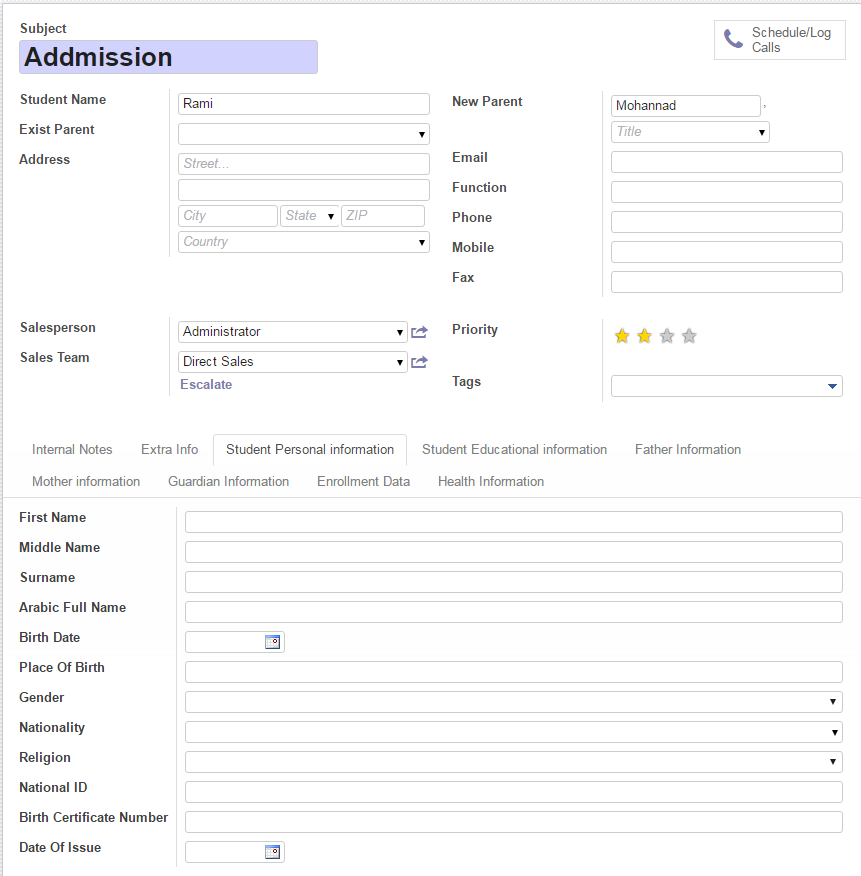 Subject
Addmission
Schedule/Log
Calls
Student Name
Rami
New Parent
Mohannad
,
Exist Parent
Title
Address
Street...
Email
Function
City State ZIP
Phone
Country
Mobile
Fax
Salesperson
Administrator
Priority
Sales Team
Direct Sales
Escalate
Tags
Internal Notes Extra Info Student Personal information Student Educational information Father Information
Mother information Guardian Information Enrollment Data Health Information
First Name
Middle Name
Surname
Arabic Full Name
Birth Date
Place Of Birth
Gender
Nationality
Religion
National ID
Birth Certificate Number
Date Of Issue